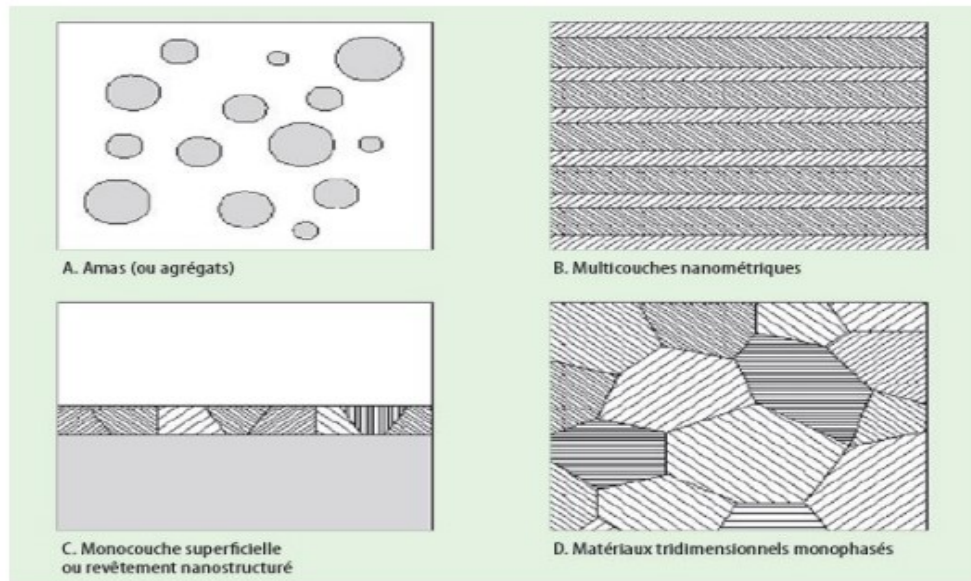 A. Amas (ou agrégats)
B. Multicouches nanométriques
C. Monocouche superficielle
ou revêtement nanostructuré
D. Matériaux tridimensionnels monophasés